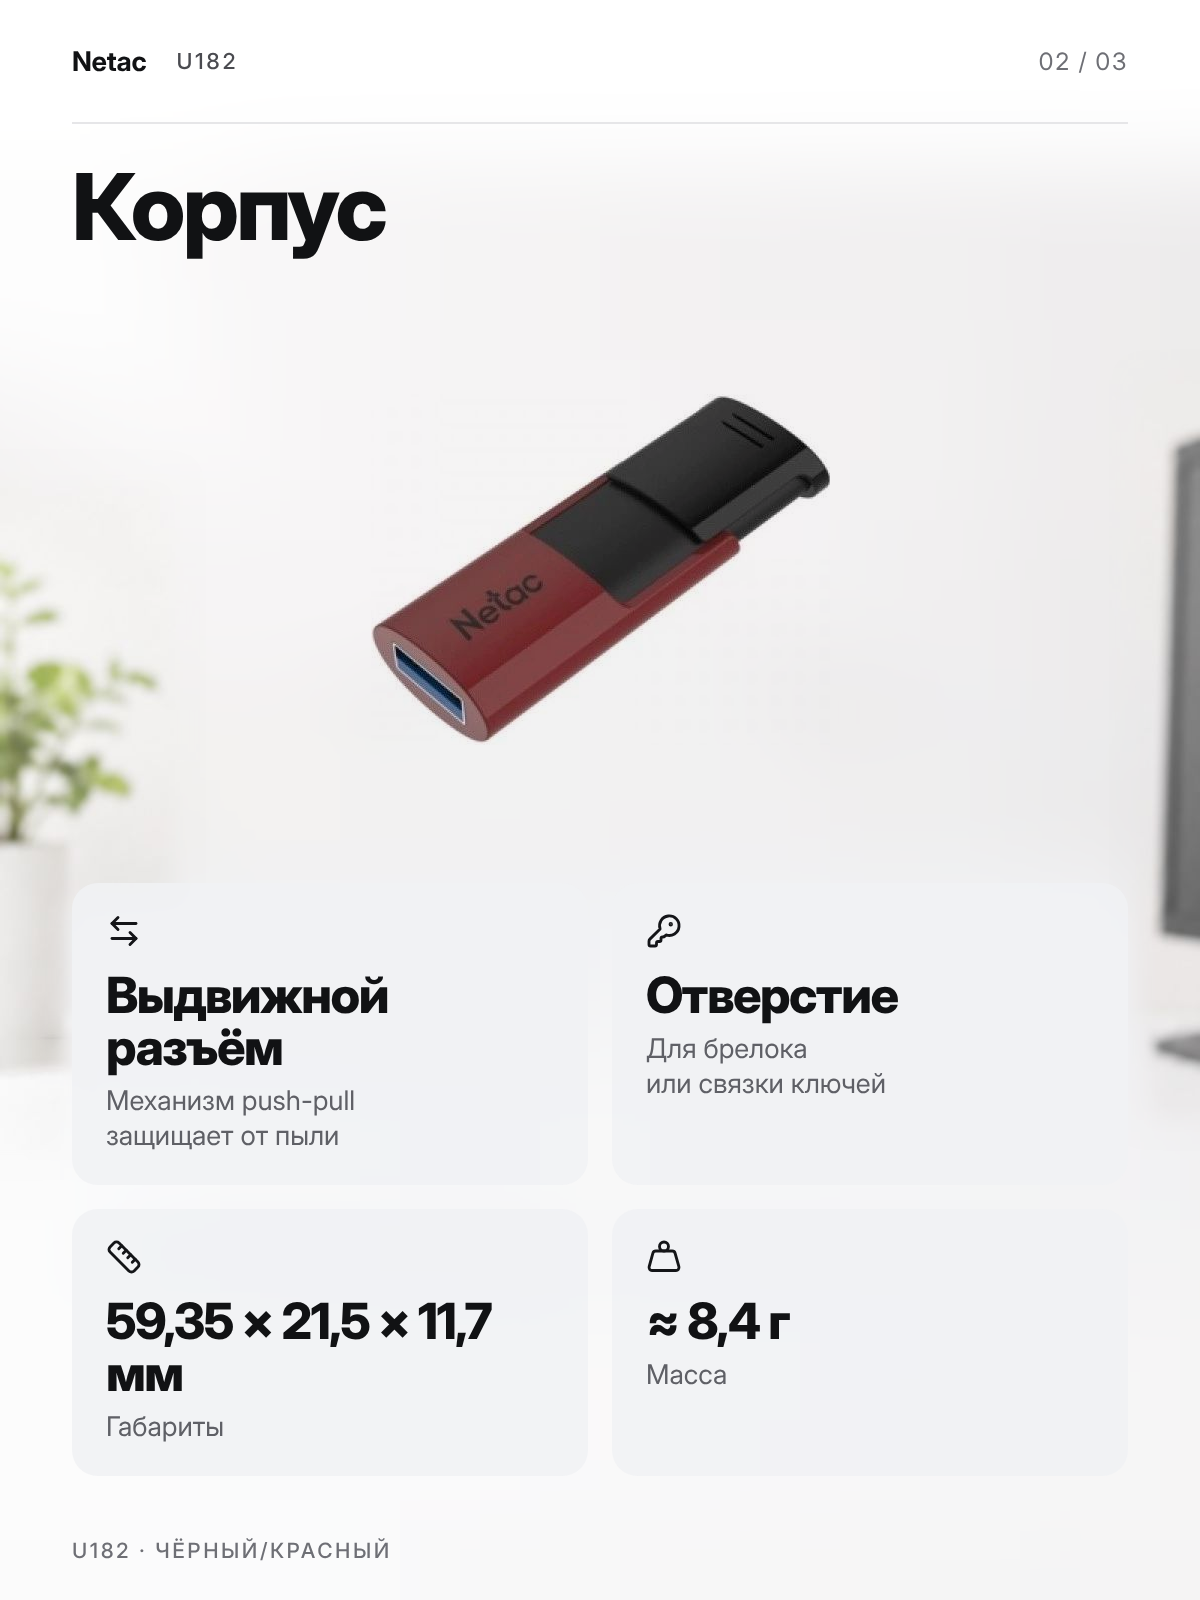 Netac U182 02 / 03
Корпус
Netac
Выдвижной
разъём
Механизм push-pull
защищает от пыли
Отверстие
Для брелока
или связки ключей
59,35 × 21,5 × 11,7
мм
Габариты
≈ 8,4 г
Масса
U182 · ЧЁРНЫЙ/КРАСНЫЙ